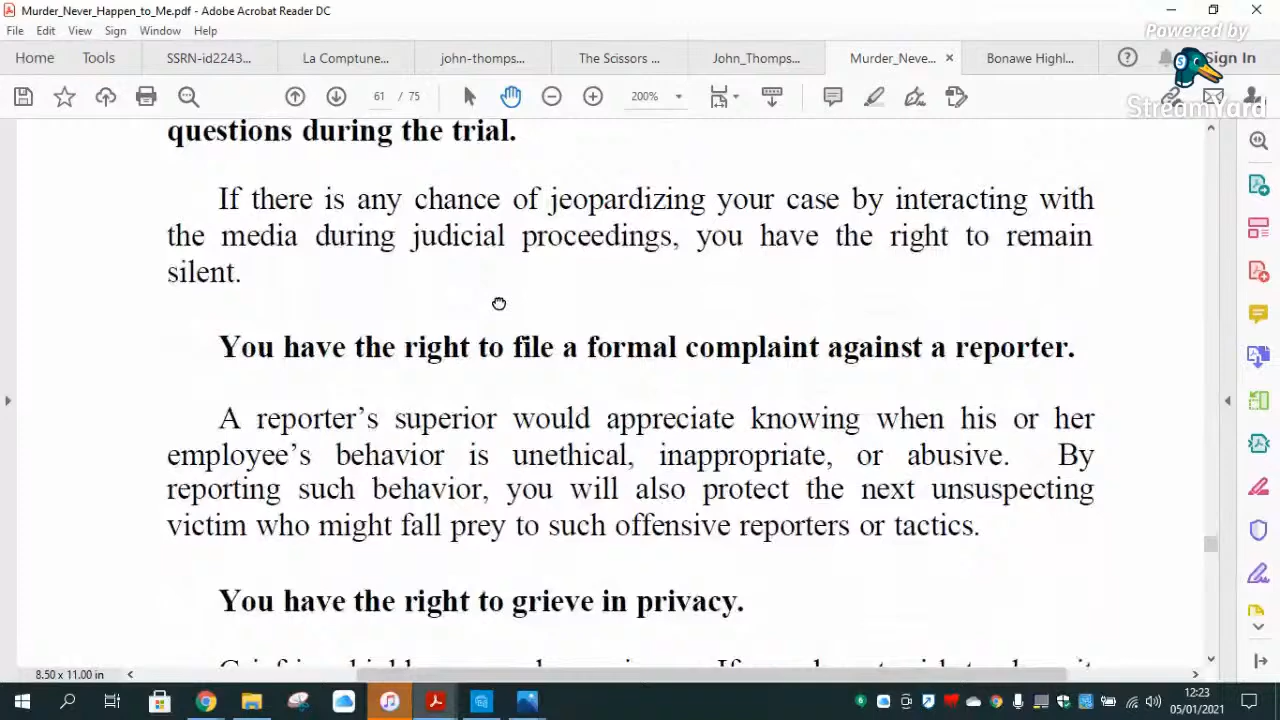 Murder_Never_Happen_to_Me.pdf - Adobe Acrobat Reader DC
File Edit View Sign Window Help
Powered by
Home Tools SSRN-id2243... La Comptune... john-thomps... The Scissors ... John_Thomps... Murder_Neve... × Bonawe Highl... Sign In
StreamYard
61 / 75 200%
questions during the trial.
If there is any chance of jeopardizing your case by interacting with
the media during judicial proceedings, you have the right to remain
silent.
You have the right to file a formal complaint against a reporter.
A reporter's superior would appreciate knowing when his or her
employee's behavior is unethical, inappropriate, or abusive. By
reporting such behavior, you will also protect the next unsuspecting
victim who might fall prey to such offensive reporters or tactics.
You have the right to grieve in privacy.
8.50 x 11.00 in
12:23
05/01/2021